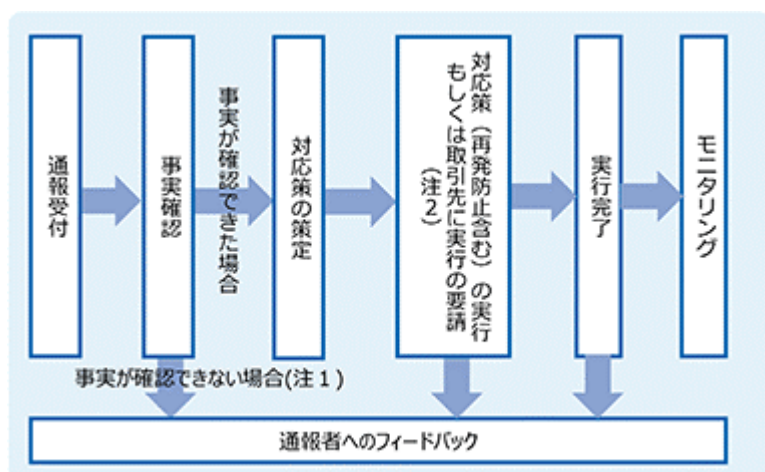 通報受付
事実確認
事実が確認できた場合
対応策の策定
対応策（再発防止含む）の実行
もしくは取引先に実行の要請
（注２）
実行完了
モニタリング
事実が確認できない場合(注１)
通報者へのフィードバック